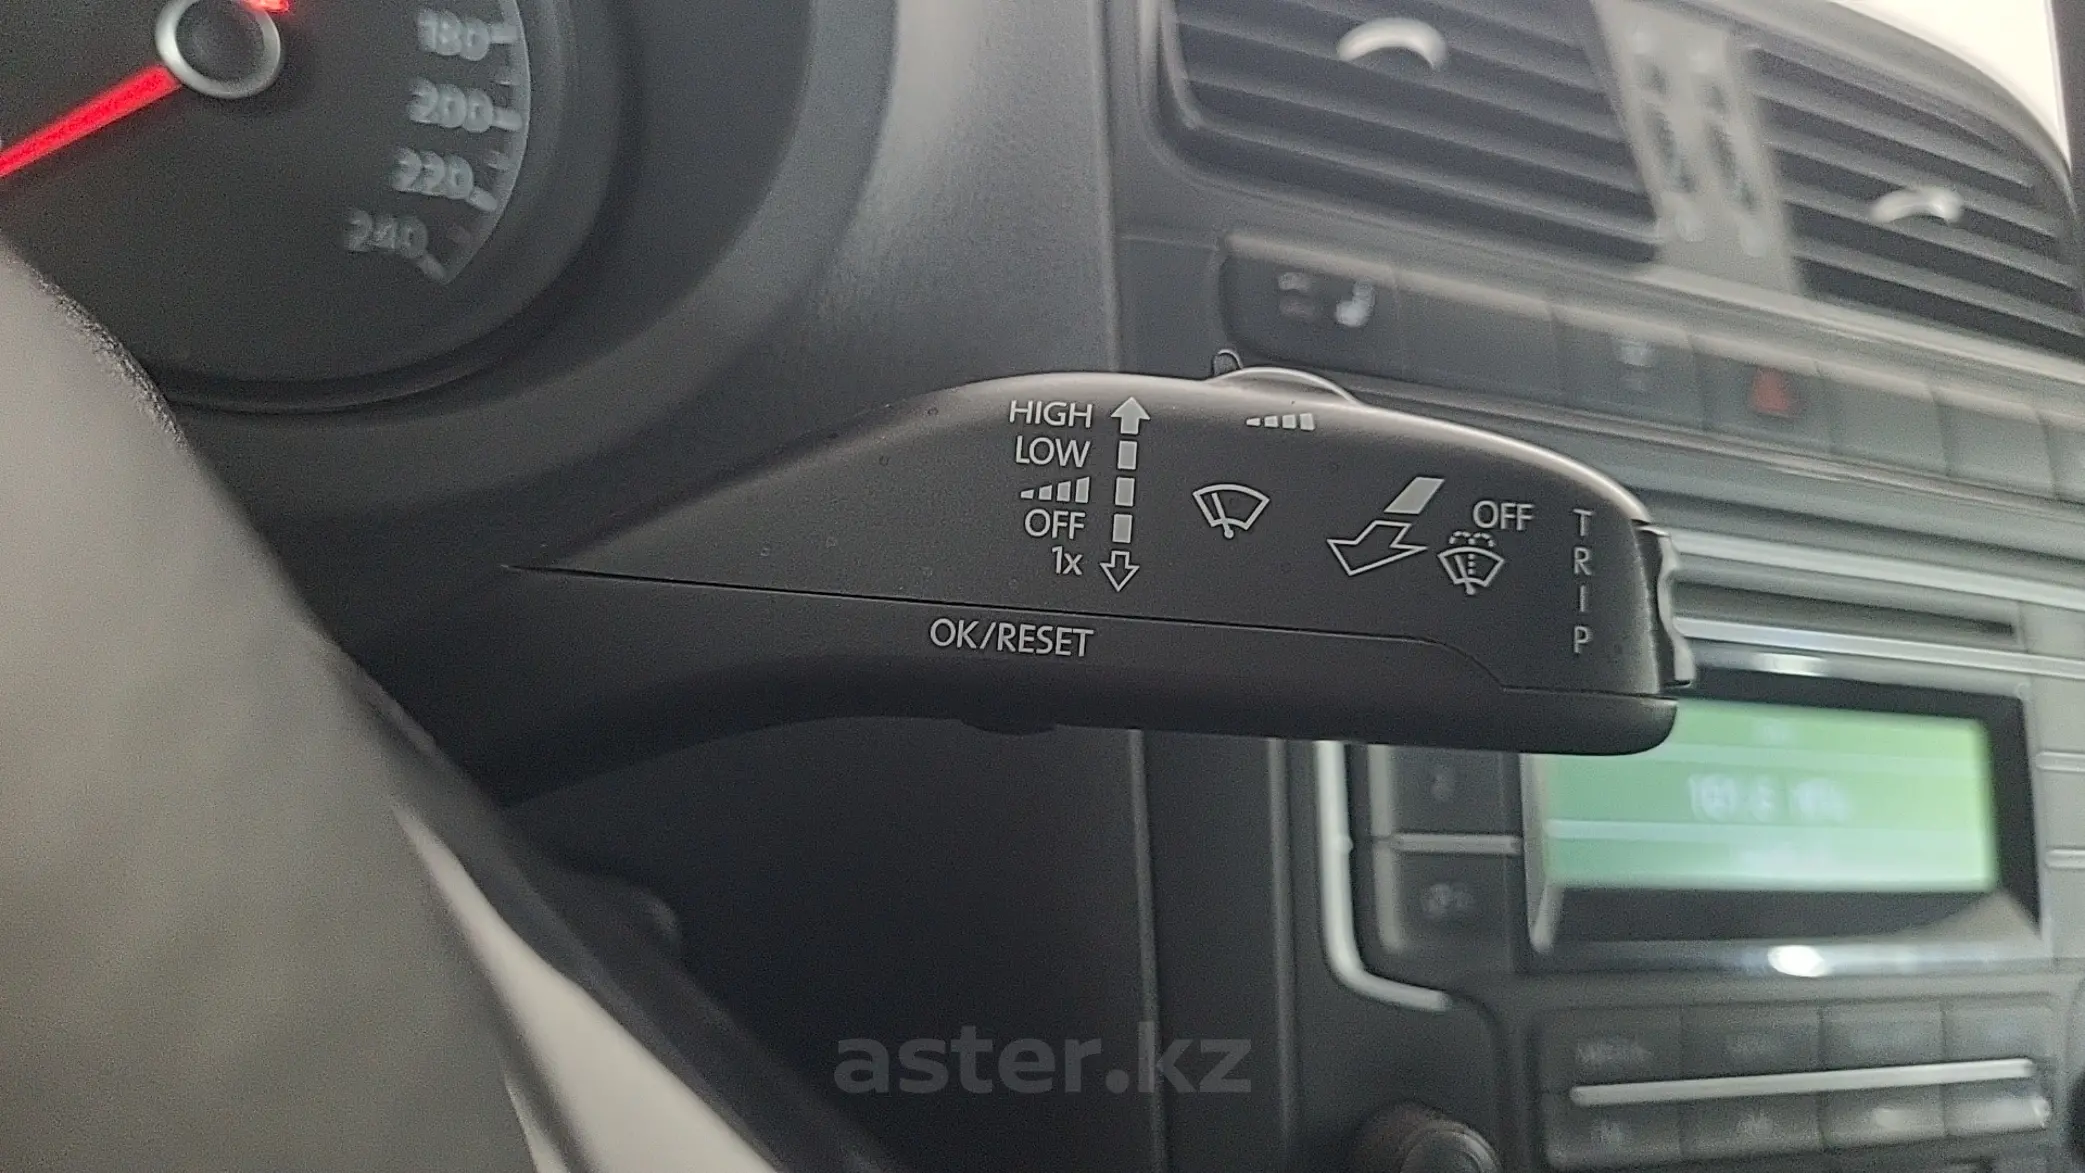 180
200
220
240
HIGH
LOW
OFF
1x
OFF
TRIP
OK/RESET
aster.kz